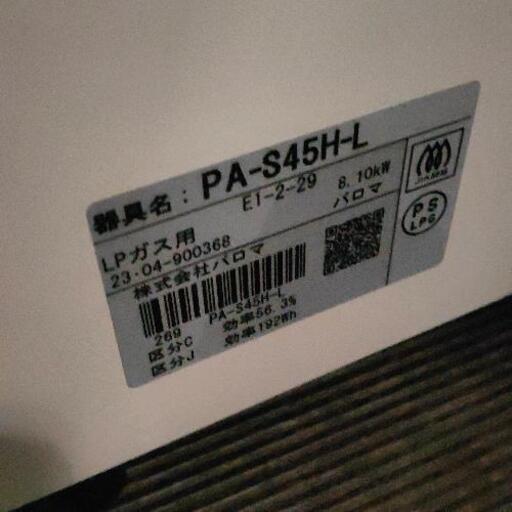 器具名：PA-S45H-L
E1-2-29 8.10kW
LPガス用 パロマ
23・04-900368
株式会社パロマ
269 PA-S45H-L
区分C 効率56.3%
区分J 効率192Wh
PS
LPG